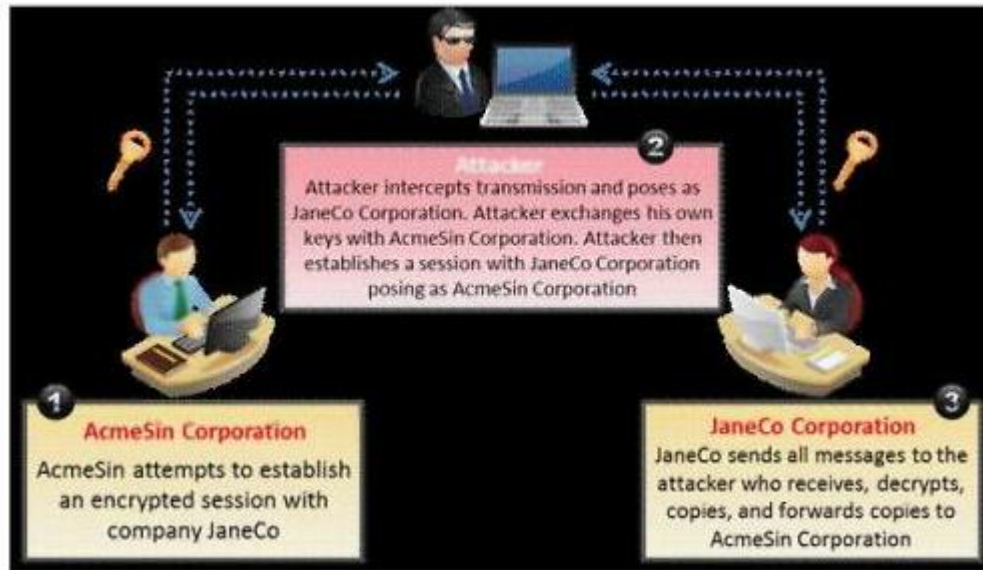 2
Attacker
Attacker intercepts transmission and poses as
JaneCo Corporation. Attacker exchanges his own
keys with AcmeSin Corporation. Attacker then
establishes a session with JaneCo Corporation
posing as AcmeSin Corporation
1
AcmeSin Corporation
AcmeSin attempts to establish
an encrypted session with
company JaneCo
3
JaneCo Corporation
JaneCo sends all messages to the
attacker who receives, decrypts,
copies, and forwards copies to
AcmeSin Corporation